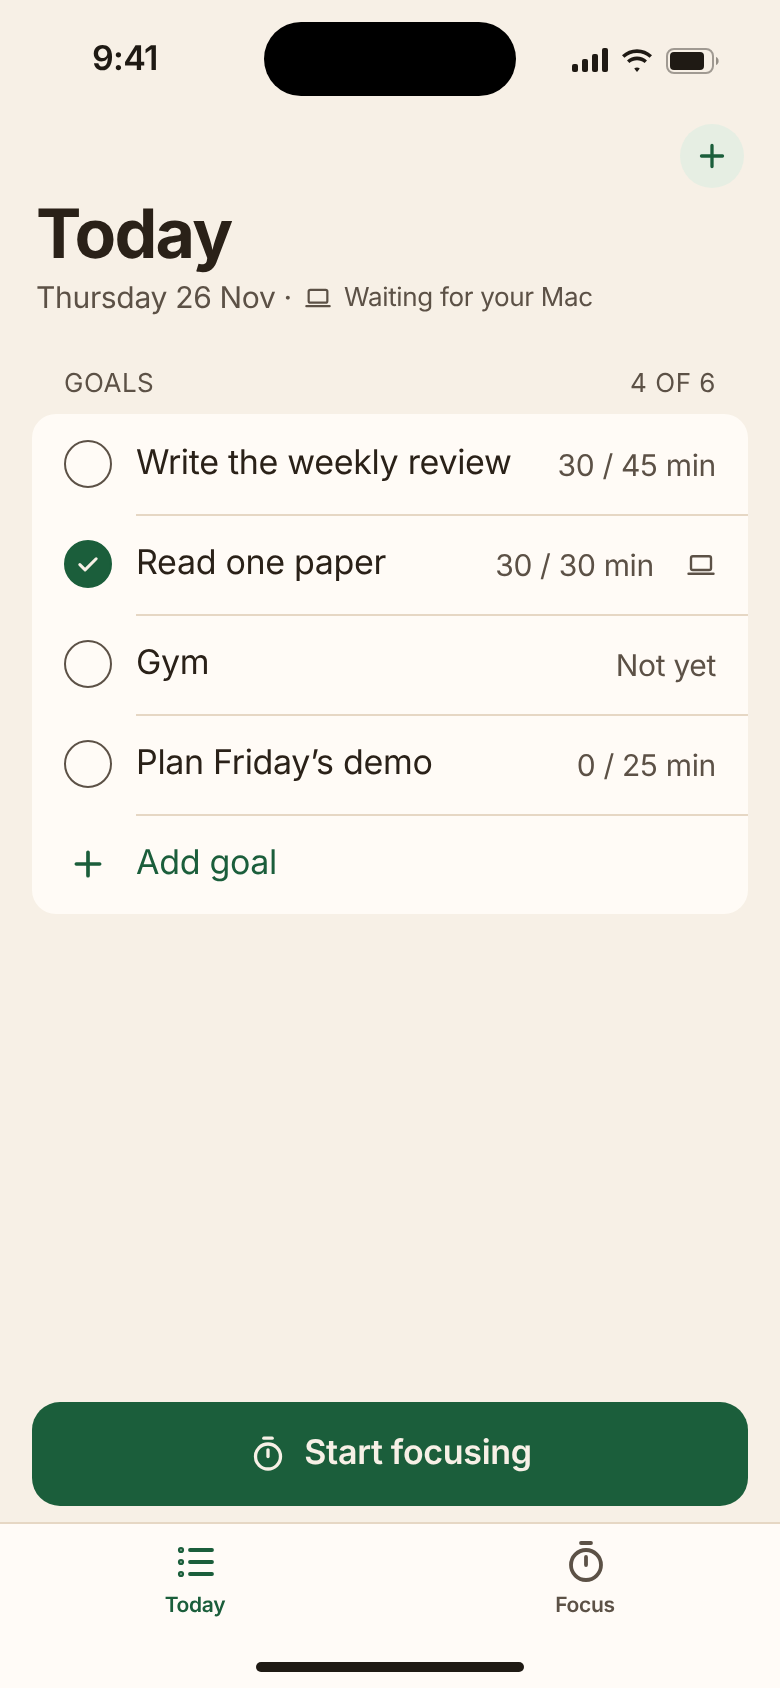 9:41
Today
Thursday 26 Nov · Waiting for your Mac
GOALS 4 OF 6
Write the weekly review 30 / 45 min
Read one paper 30 / 30 min
Gym Not yet
Plan Friday’s demo 0 / 25 min
Add goal
Start focusing
Today Focus